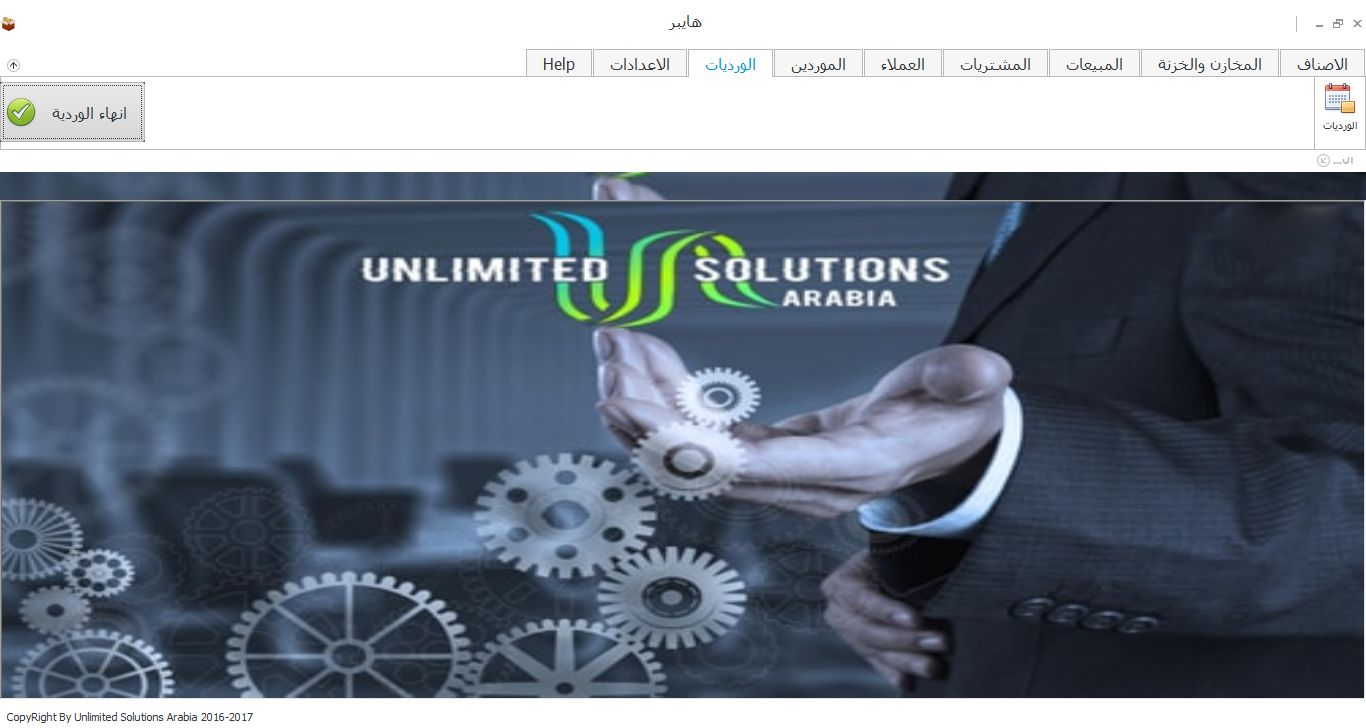 هايبر
الاصناف
المخازن والخزنة
المبيعات
المشتريات
العملاء
الموردين
الورديات
الاعدادات
Help
الورديات
انهاء الوردية
ال...
UNLIMITED SOLUTIONS
ARABIA
CopyRight By Unlimited Solutions Arabia 2016-2017